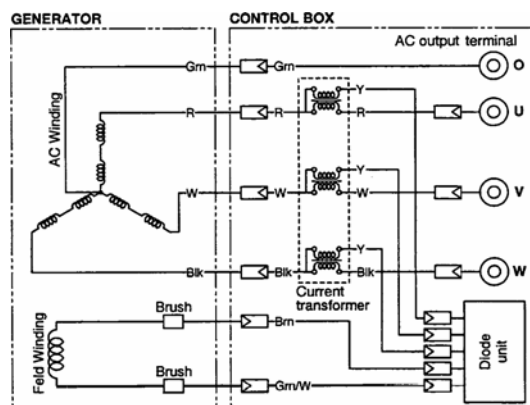 GENERATOR
CONTROL BOX
AC output terminal
Grn
Grn
O
AC Winding
Y
R
R
R
U
Y
W
W
W
V
Y
Blk
Blk
Blk
W
Current
transformer
Feld Winding
Brush
Brn
Brush
Grn/W
Diode
unit